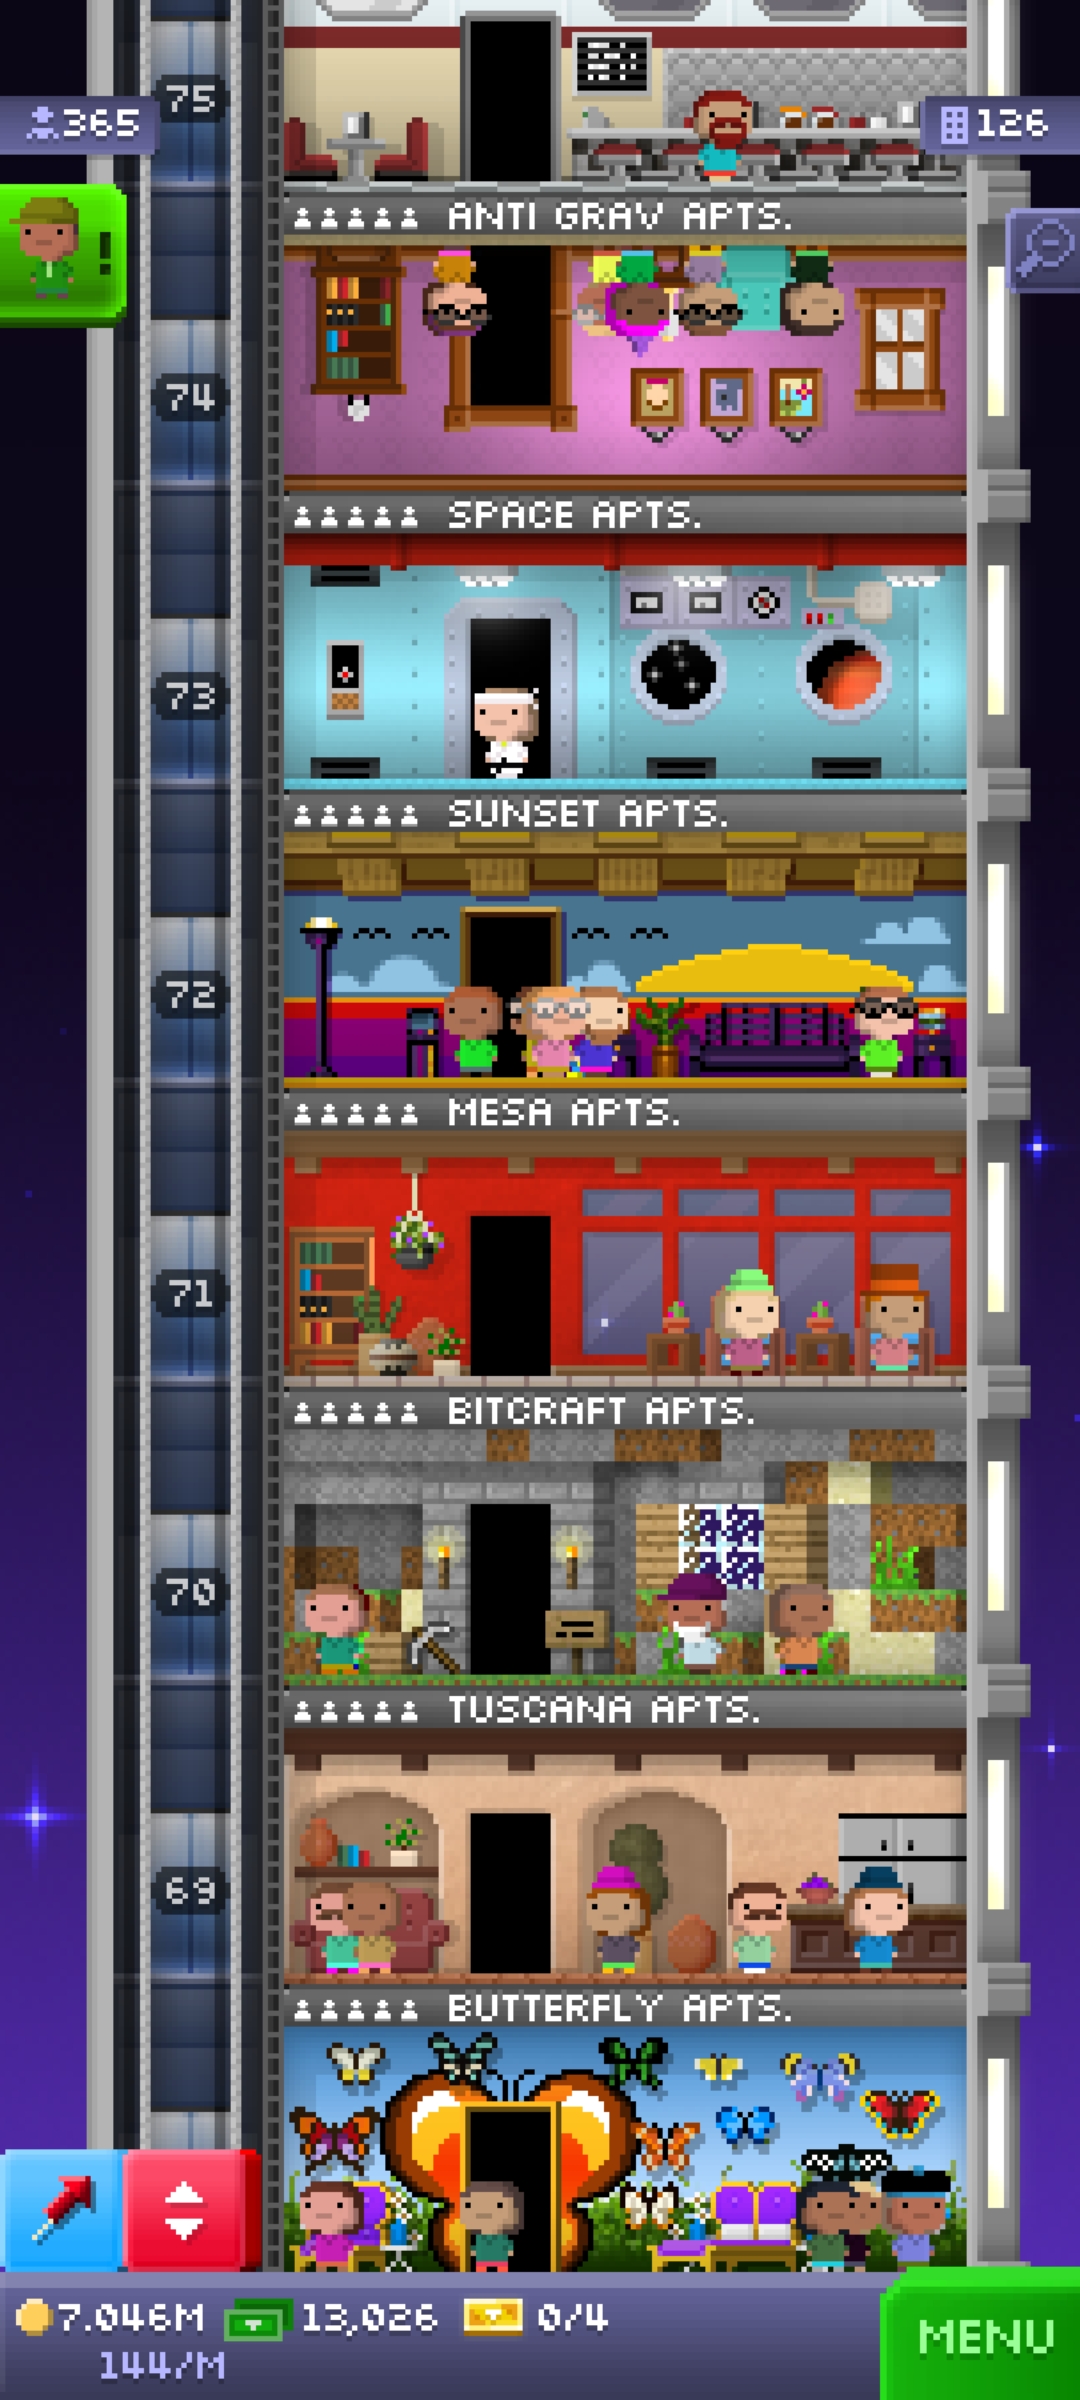 75
365
126
ANTI GRAV APTS.
!
74
SPACE APTS.
73
SUNSET APTS.
72
MESA APTS.
71
BITCRAFT APTS.
70
TUSCANA APTS.
69
BUTTERFLY APTS.
7.046M 13,026 0/4
144/M
MENU